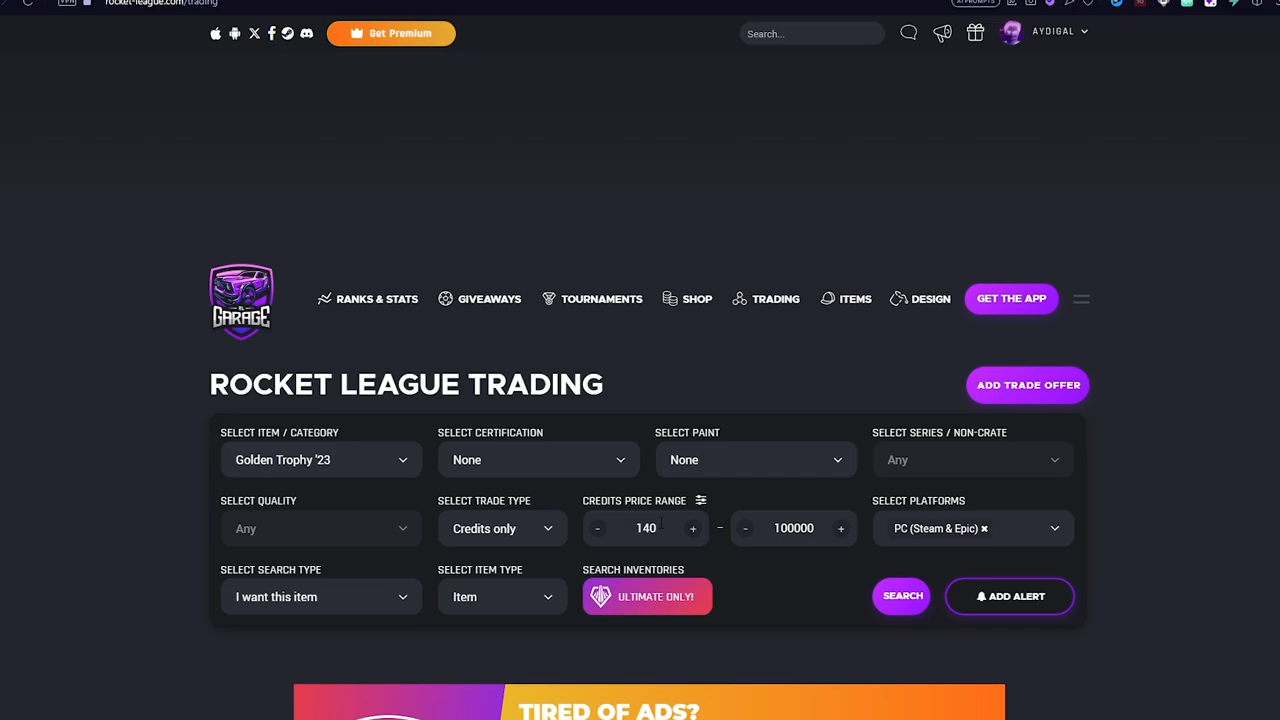 rocket-league.com/trading
AI PROMPTS
Get Premium
Search...
AYDIGAL
RL
GARAGE
RANKS & STATS
GIVEAWAYS
TOURNAMENTS
SHOP
TRADING
ITEMS
DESIGN
GET THE APP
ROCKET LEAGUE TRADING
ADD TRADE OFFER
SELECT ITEM / CATEGORY
SELECT CERTIFICATION
SELECT PAINT
SELECT SERIES / NON-CRATE
Golden Trophy '23
None
None
Any
SELECT QUALITY
SELECT TRADE TYPE
CREDITS PRICE RANGE
SELECT PLATFORMS
Any
Credits only
- 140 +
–
- 100000 +
PC (Steam & Epic) ×
SELECT SEARCH TYPE
SELECT ITEM TYPE
SEARCH INVENTORIES
I want this item
Item
ULTIMATE ONLY!
SEARCH
ADD ALERT
TIRED OF ADS?